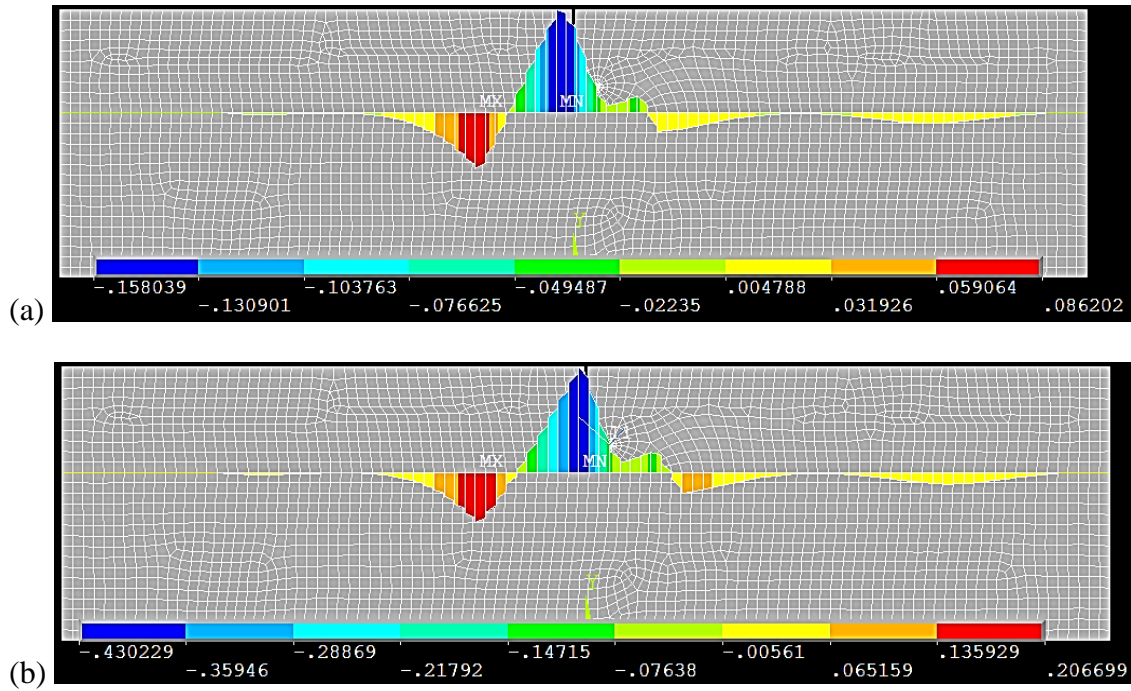 MX MN
Y
-.158039 -.103763 -.049487 .004788 .059064
-.130901 -.076625 -.02235 .031926 .086202
(a)
MX MN
Y
-.430229 -.28869 -.14715 -.00561 .135929
-.35946 -.21792 -.07638 .065159 .206699
(b)